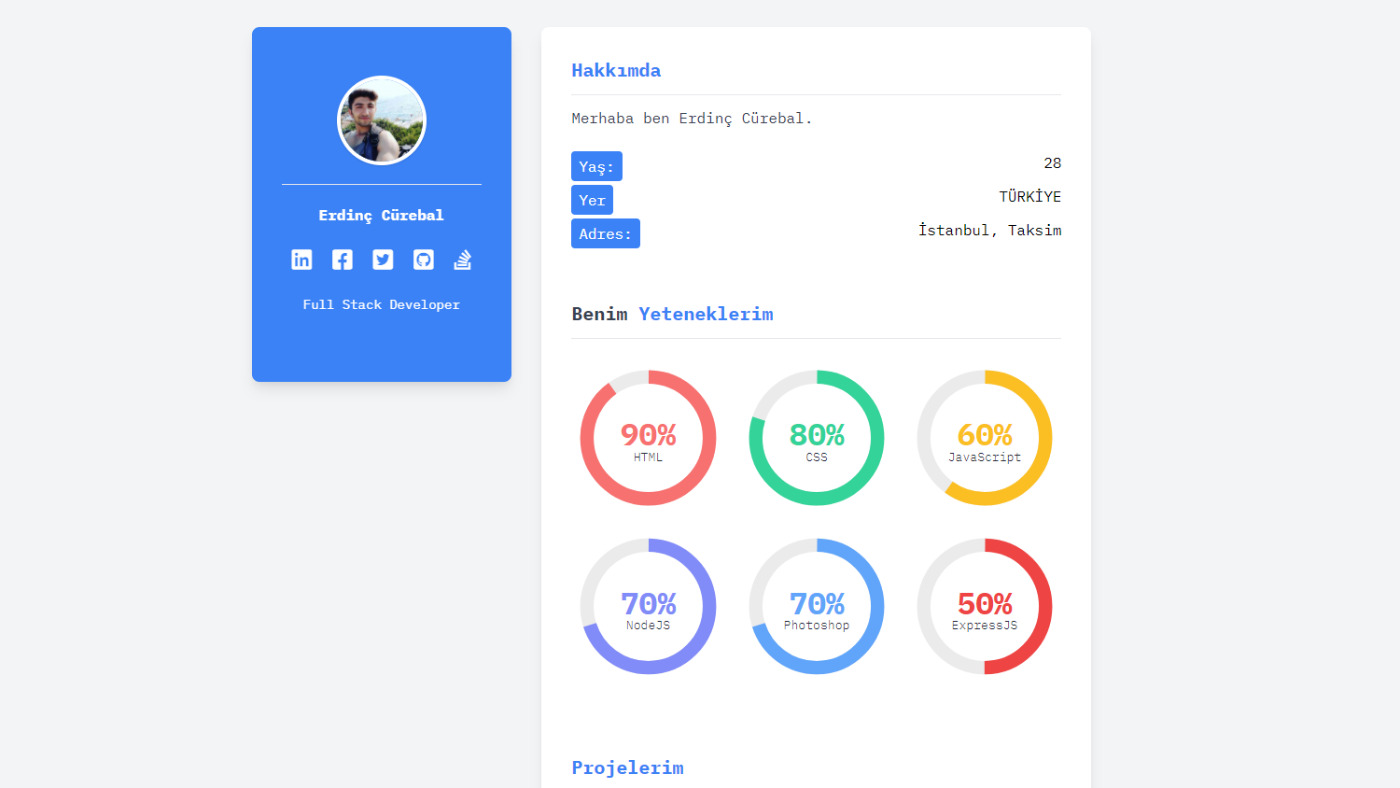 Erdinç Cürebal
Full Stack Developer
Hakkımda
Merhaba ben Erdinç Cürebal.
Yaş: 28
Yer TÜRKİYE
Adres: İstanbul, Taksim
Benim Yeteneklerim
90%
HTML
80%
CSS
60%
JavaScript
70%
NodeJS
70%
Photoshop
50%
ExpressJS
Projelerim